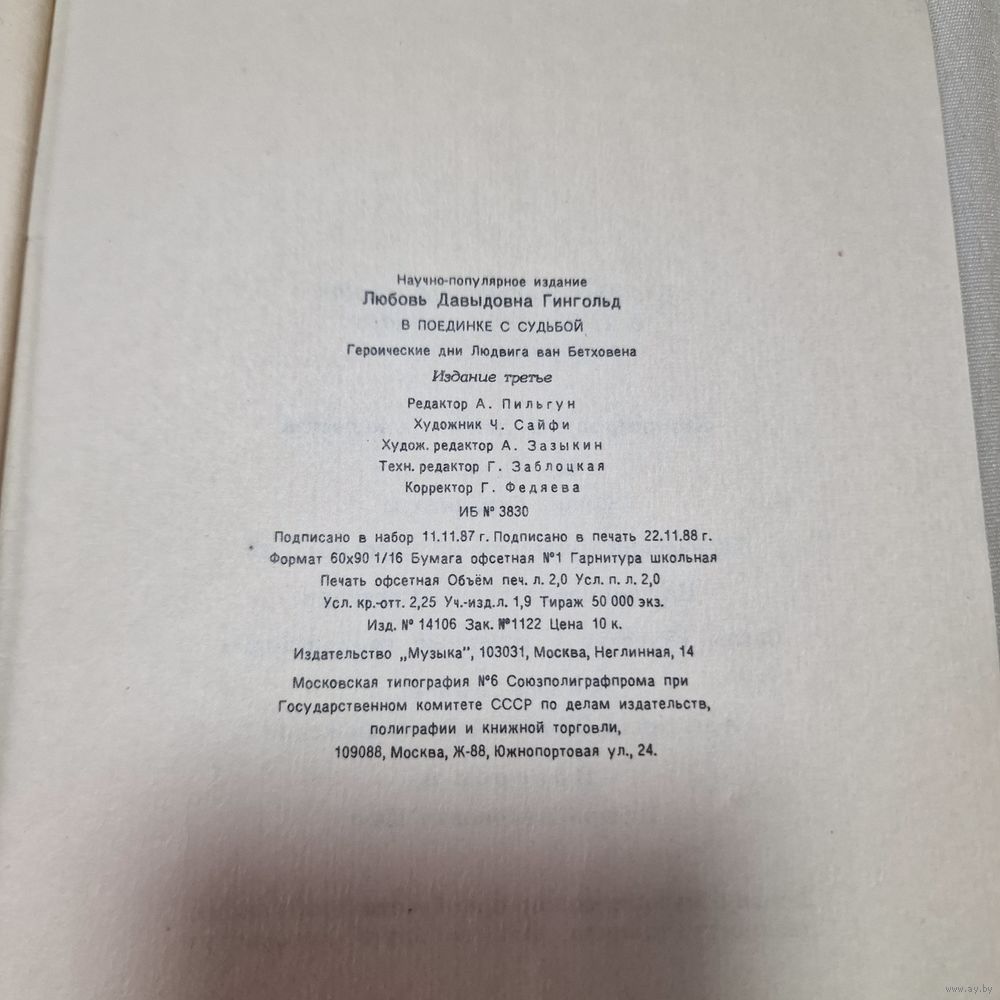 Научно-популярное издание
Любовь Давыдовна Гингольд
В ПОЕДИНКЕ С СУДЬБОЙ
Героические дни Людвига ван Бетховена
Издание третье
Редактор А. Пильгун
Художник Ч. Сайфи
Худож. редактор А. Зазыкин
Техн. редактор Г. Заблоцкая
Корректор Г. Федяева
ИБ № 3830
Подписано в набор 11.11.87 г. Подписано в печать 22.11.88 г.
Формат 60х90 1/16 Бумага офсетная №1 Гарнитура школьная
Печать офсетная Объём печ. л. 2,0 Усл. п. л. 2,0
Усл. кр.-отт. 2,25 Уч.-изд.л. 1,9 Тираж 50 000 экз.
Изд. № 14106 Зак. №1122 Цена 10 к.
Издательство „Музыка", 103031, Москва, Неглинная, 14
Московская типография №6 Союзполиграфпрома при
Государственном комитете СССР по делам издательств,
полиграфии и книжной торговли,
109088, Москва, Ж-88, Южнопортовая ул., 24.
www.ay.by